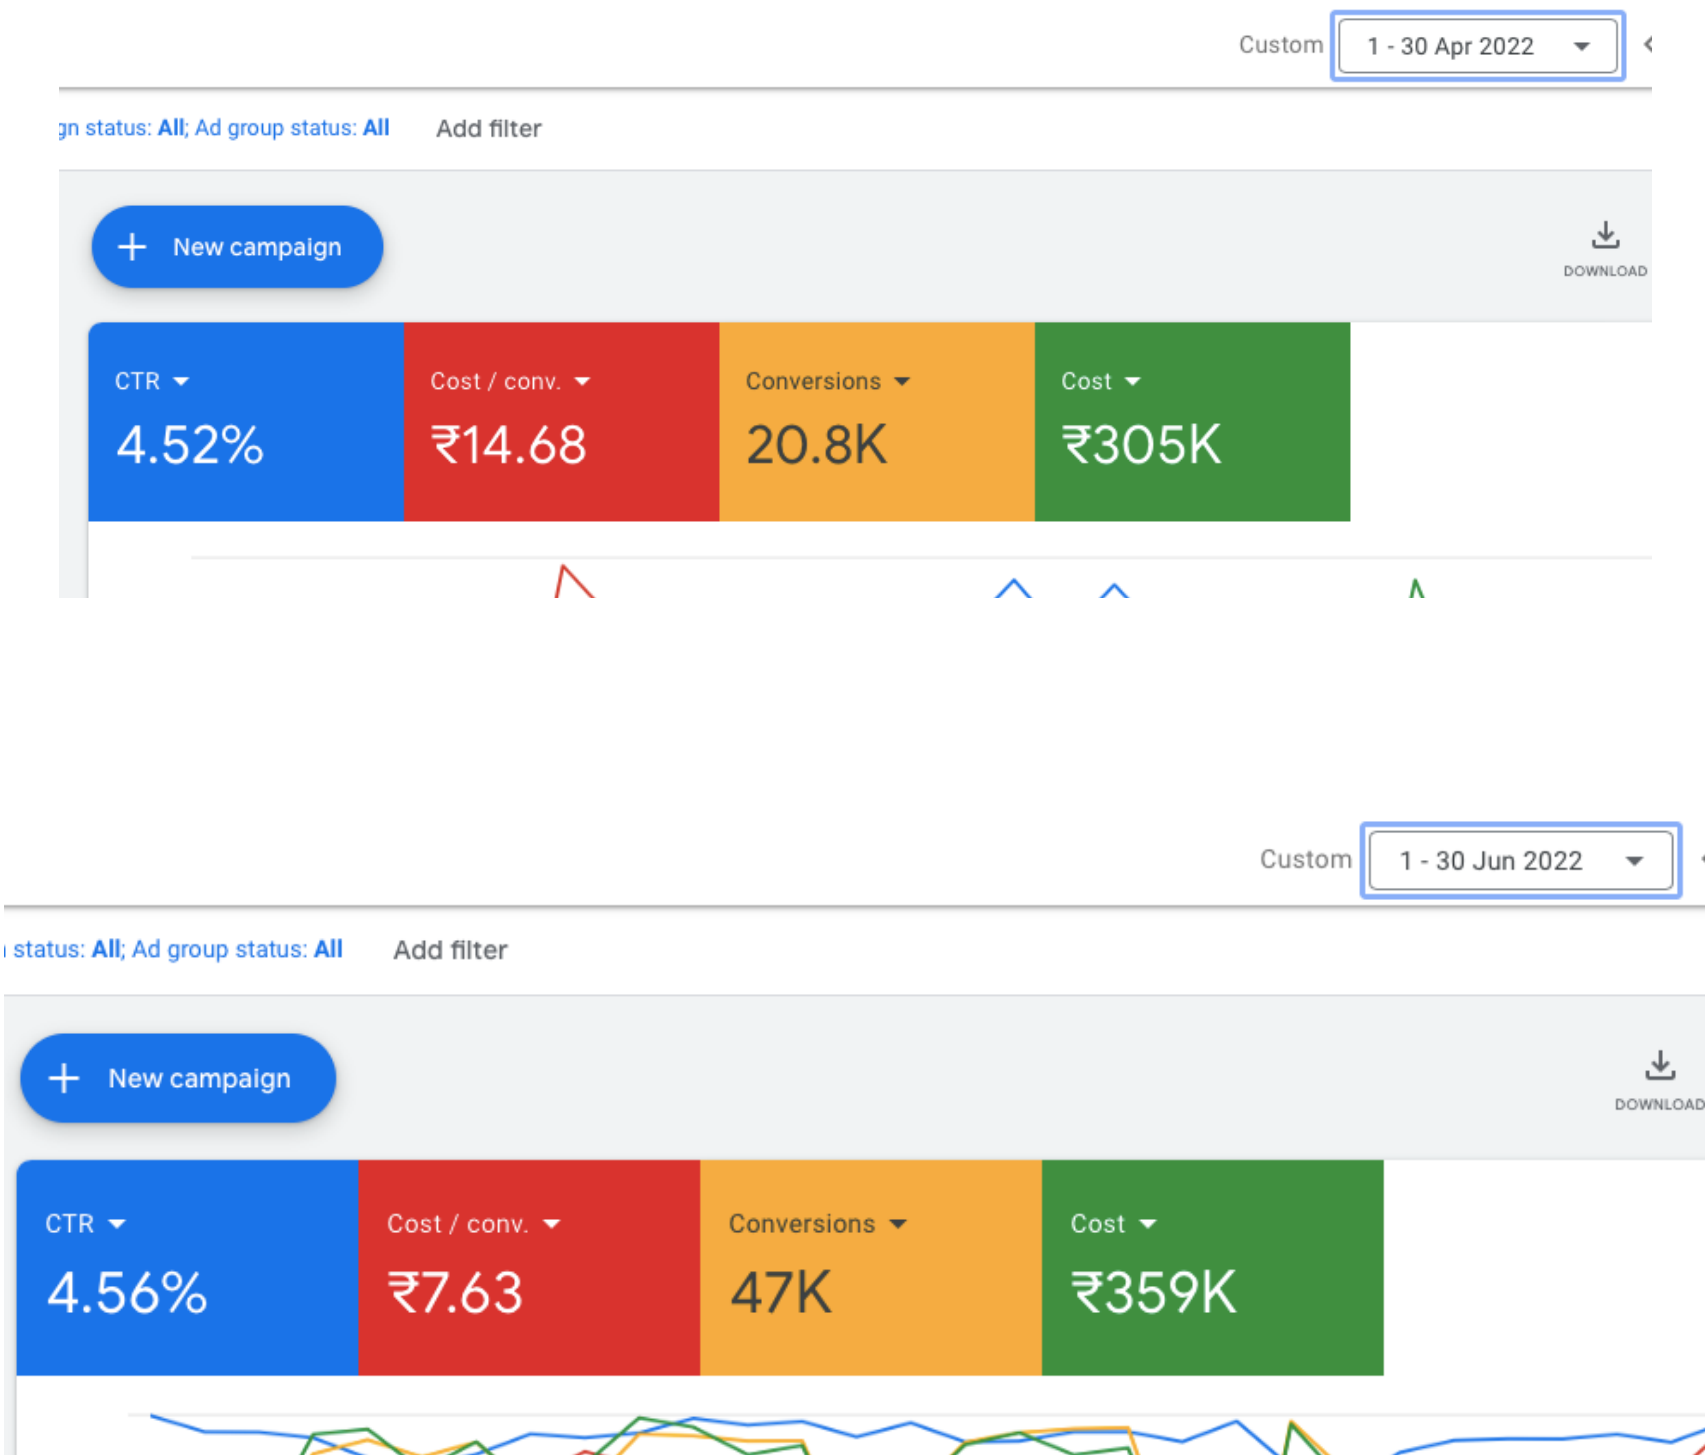 Custom 1 - 30 Apr 2022
gn status: All; Ad group status: All Add filter
New campaign
DOWNLOAD
CTR Cost / conv. Conversions Cost
4.52% ₹14.68 20.8K ₹305K
Custom 1 - 30 Jun 2022
status: All; Ad group status: All Add filter
New campaign
DOWNLOAD
CTR Cost / conv. Conversions Cost
4.56% ₹7.63 47K ₹359K